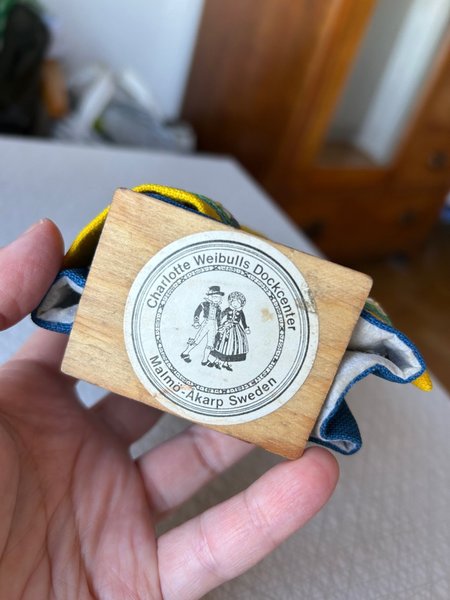 Charlotte Weibulls Dockcenter
Malmö-Åkarp Sweden